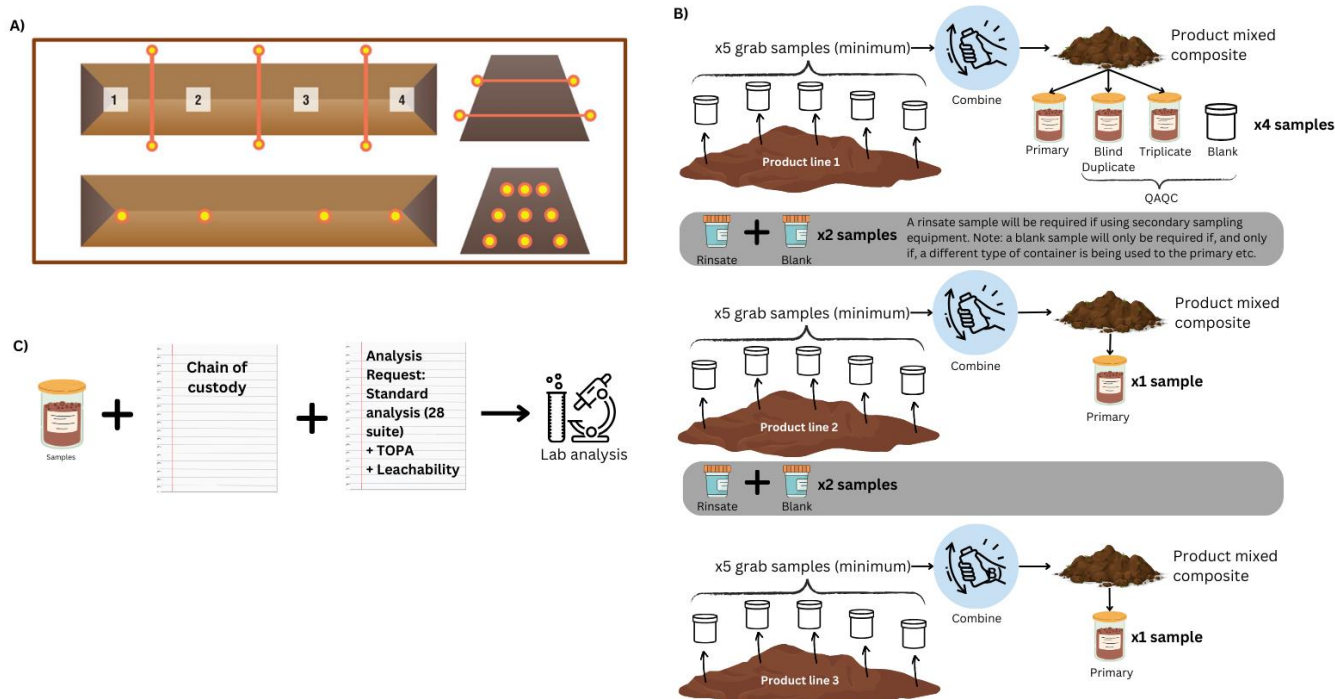 A)
1
2
3
4
B)
x5 grab samples (minimum)
Combine
Product mixed
composite
Product line 1
Primary
Blind
Duplicate
Triplicate
Blank
x4 samples
QAQC
Rinsate
Blank
x2 samples
A rinsate sample will be required if using secondary sampling
equipment. Note: a blank sample will only be required if, and only
if, a different type of container is being used to the primary etc.
x5 grab samples (minimum)
Combine
Product mixed
composite
Product line 2
Primary
x1 sample
Rinsate
Blank
x2 samples
x5 grab samples (minimum)
B)
Combine
Product mixed
composite
Product line 3
Primary
x1 sample
C)
Samples
Chain of
custody
Analysis
Request:
Standard
analysis (28
suite)
+ TOPA
+ Leachability
Lab analysis